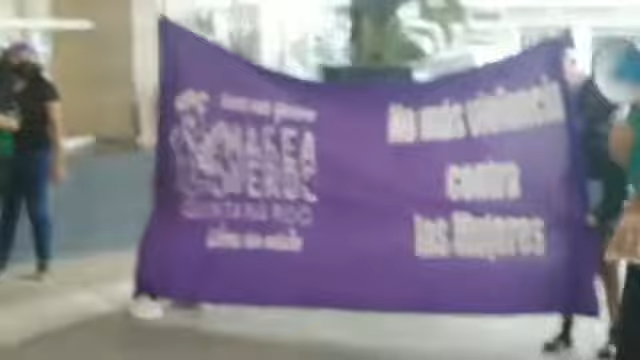 MAREA
VERDE
QUINTANA ROO
No más violencia
contra
las Mujeres